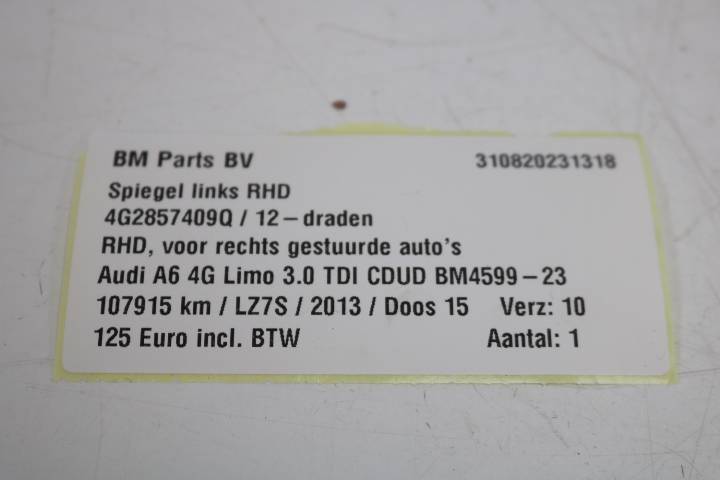 BM Parts BV 310820231318
Spiegel links RHD
4G2857409Q / 12-draden
RHD, voor rechts gestuurde auto's
Audi A6 4G Limo 3.0 TDI CDUD BM4599-23
107915 km / LZ7S / 2013 / Doos 15 Verz: 10
125 Euro incl. BTW Aantal: 1